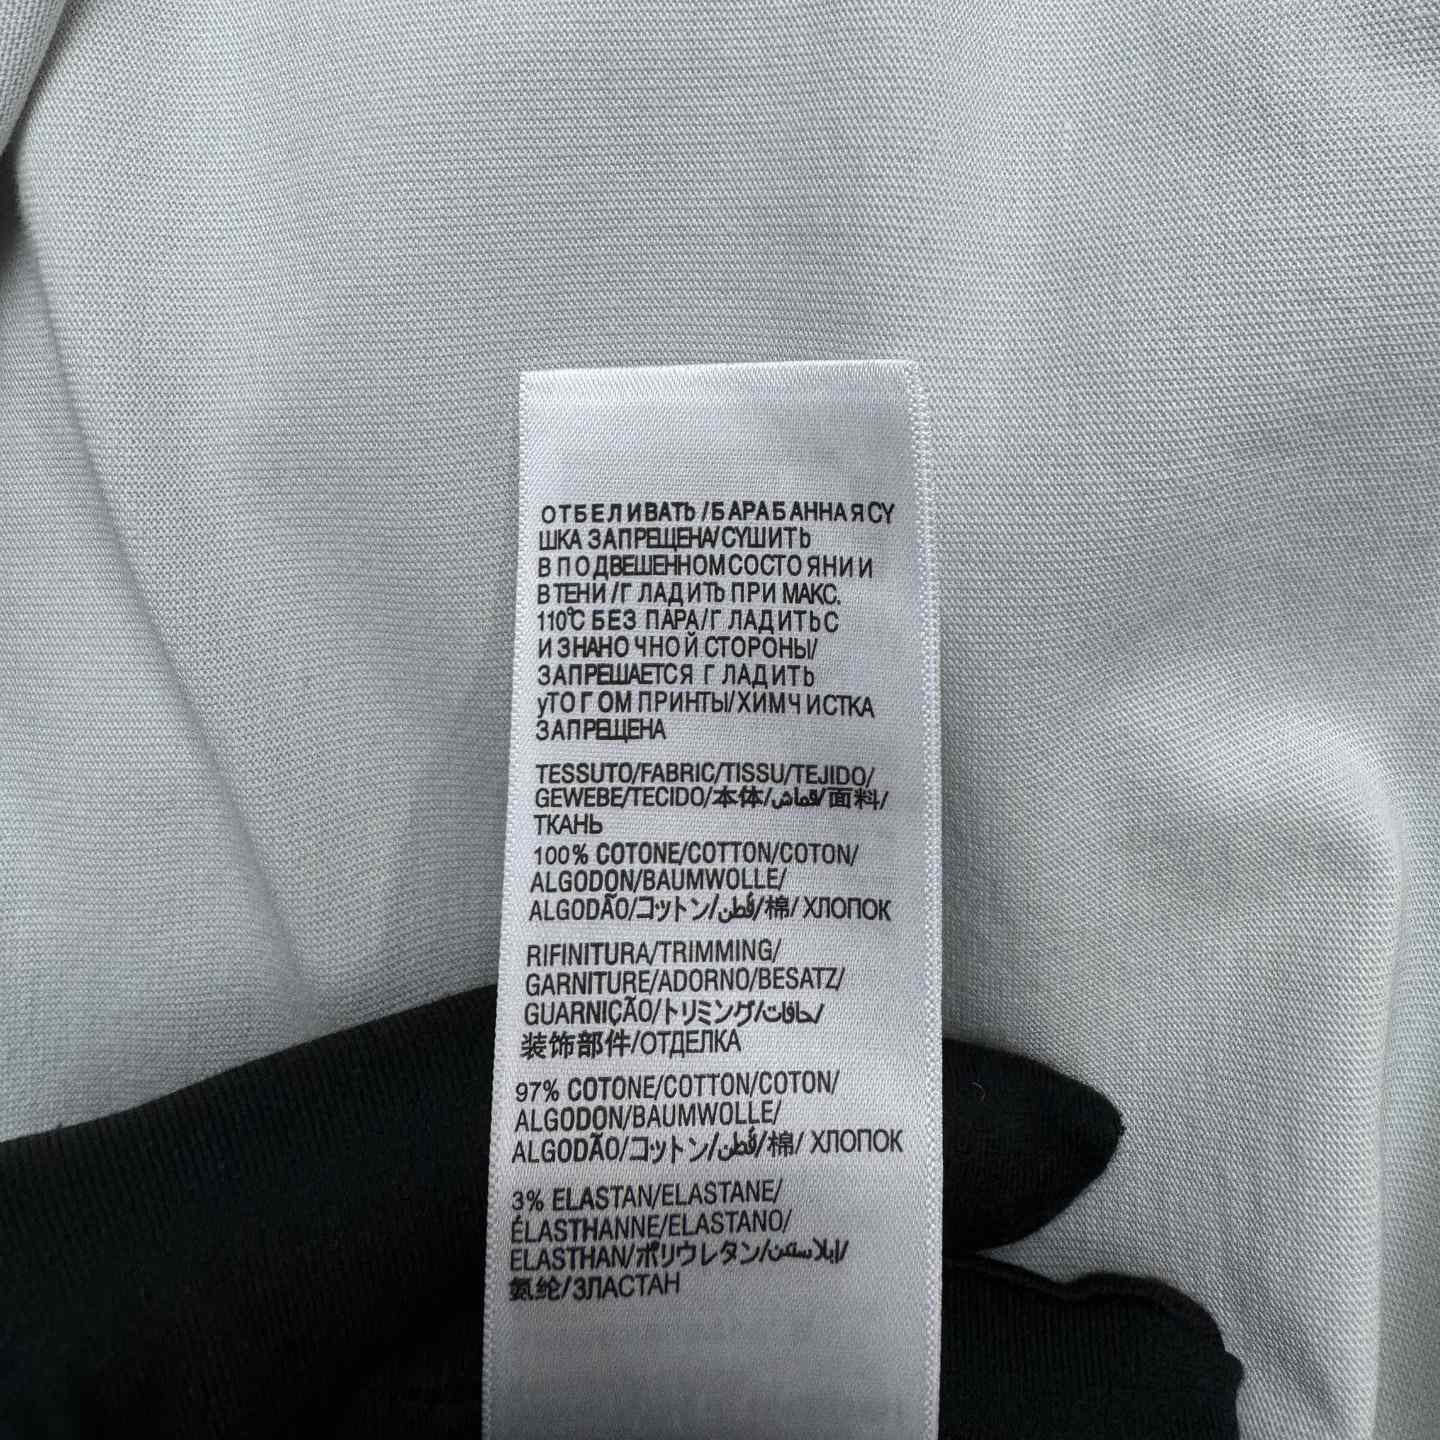 ОТБЕЛИВАТЬ/БАРАБАННАЯ СУ
ШКА ЗАПРЕЩЕНА/СУШИТЬ
В ПОДВЕШЕННОМ СОСТОЯНИИ
В ТЕНИ/ГЛАДИТЬ ПРИ МАКС.
110°C БЕЗ ПАРА/ГЛАДИТЬ С
ИЗНАНОЧНОЙ СТОРОНЫ/
ЗАПРЕШАЕТСЯ ГЛАДИТЬ
уТОГОМ ПРИНТЫ/ХИМЧИСТКА
ЗАПРЕЩЕНА
TESSUTO/FABRIC/TISSU/TEJIDO/
GEWEBE/TECIDO/本体/قماش/面料/
ТКАНЬ
100% COTONE/COTTON/COTON/
ALGODON/BAUMWOLLE/
ALGODÃO/コットン/قطن/棉/ ХЛОПОК
RIFINITURA/TRIMMING/
GARNITURE/ADORNO/BESATZ/
GUARNIÇÃO/トリミング/حافات/
装饰部件/ОТДЕЛКА
97% COTONE/COTTON/COTON/
ALGODON/BAUMWOLLE/
ALGODÃO/コットン/قطن/棉/ ХЛОПОК
3% ELASTAN/ELASTANE/
ÉLASTHANNE/ELASTANO/
ELASTHAN/ポリウレタン/
氨纶/ЗЛАСТАН